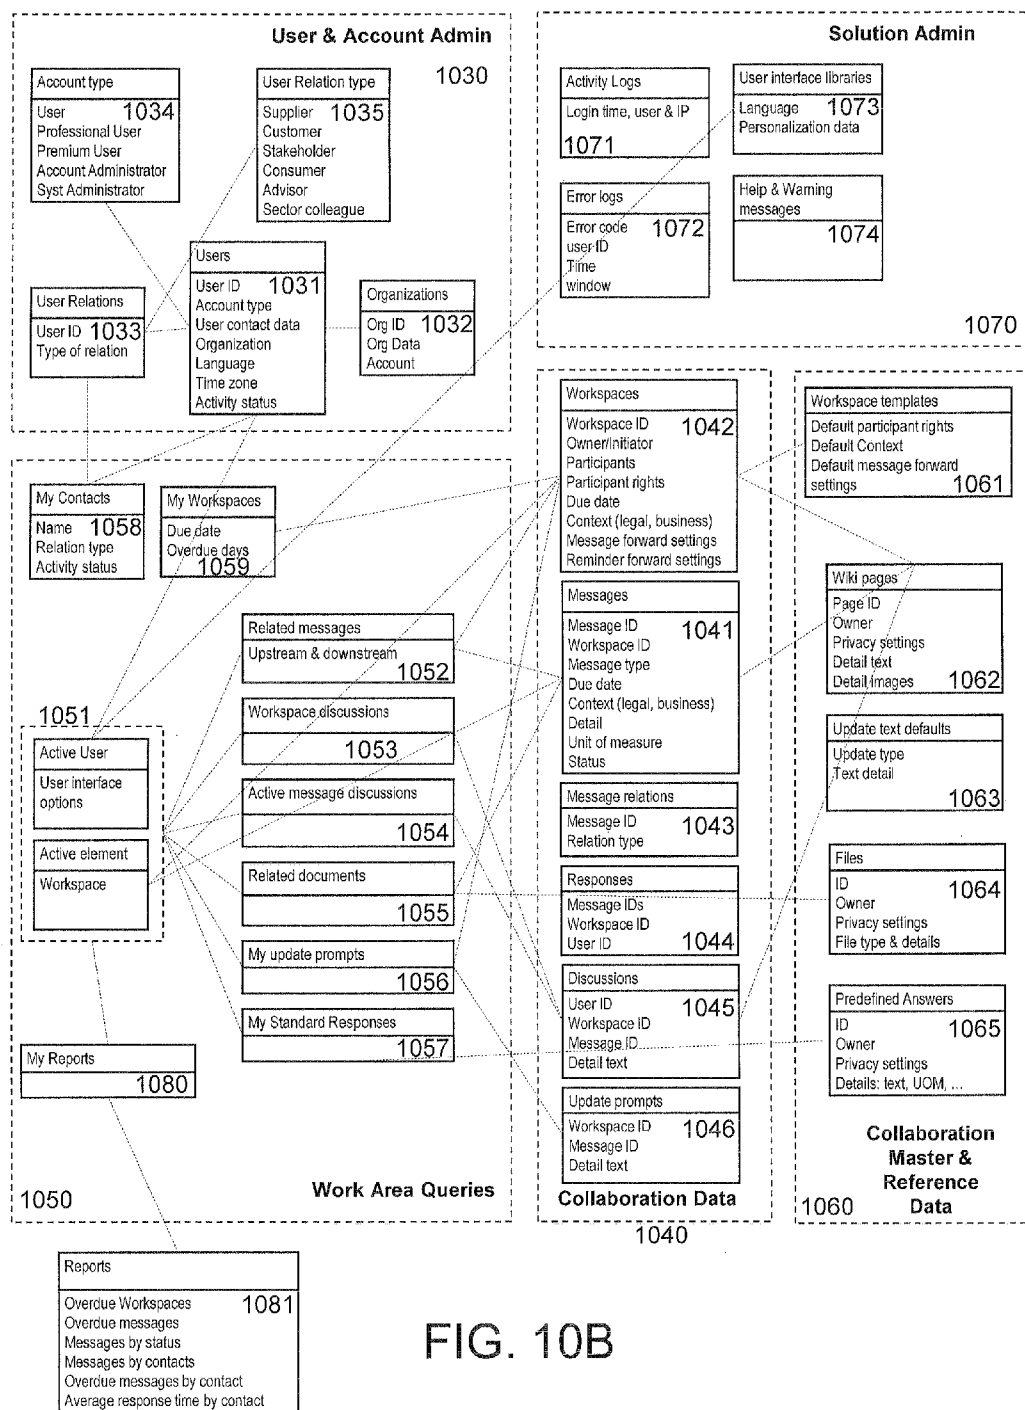 User & Account Admin
1030
Account type
User 1034
Professional User
Premium User
Account Administrator
Syst Administrator
User Relation type
Supplier 1035
Customer
Stakeholder
Consumer
Advisor
Sector colleague
Users
User ID 1031
Account type
User contact data
Organization
Language
Time zone
Activity status
User Relations
User ID 1033
Type of relation
Organizations
Org ID 1032
Org Data
Account
Solution Admin
Activity Logs
Login time, user & IP
1071
User interface libraries
Language 1073
Personalization data
Error logs
Error code 1072
user ID
Time
window
Help & Warning
messages
1074
1070
My Contacts
Name 1058
Relation type
Activity status
My Workspaces
Due date
Overdue days
1059
Related messages
Upstream & downstream
1052
Workspace discussions
1053
Active message discussions
1054
Related documents
1055
My update prompts
1056
My Standard Responses
1057
1051
Active User
User interface
options
Active element
Workspace
My Reports
1080
1050
Work Area Queries
Workspaces
Workspace ID 1042
Owner/Initiator
Participants
Participant rights
Due date
Context (legal, business)
Message forward settings
Reminder forward settings
Messages
Message ID 1041
Workspace ID
Message type
Due date
Context (legal, business)
Detail
Unit of measure
Status
Message relations
Message ID 1043
Relation type
Responses
Message IDs
Workspace ID
User ID 1044
Discussions
User ID 1045
Workspace ID
Message ID
Detail text
Update prompts
Workspace ID 1046
Message ID
Detail text
Collaboration Data
1040
Workspace templates
Default participant rights
Default Context
Default message forward
settings 1061
Wiki pages
Page ID
Owner
Privacy settings
Detail text
Detail images 1062
Update text defaults
Update type
Text detail
1063
Files
ID 1064
Owner
Privacy settings
File type & details
Predefined Answers
ID 1065
Owner
Privacy settings
Details: text, UOM, ...
Collaboration
Master &
Reference
Data
1060
Reports
Overdue Workspaces 1081
Overdue messages
Messages by status
Messages by contacts
Overdue messages by contact
Average response time by contact
FIG. 10B